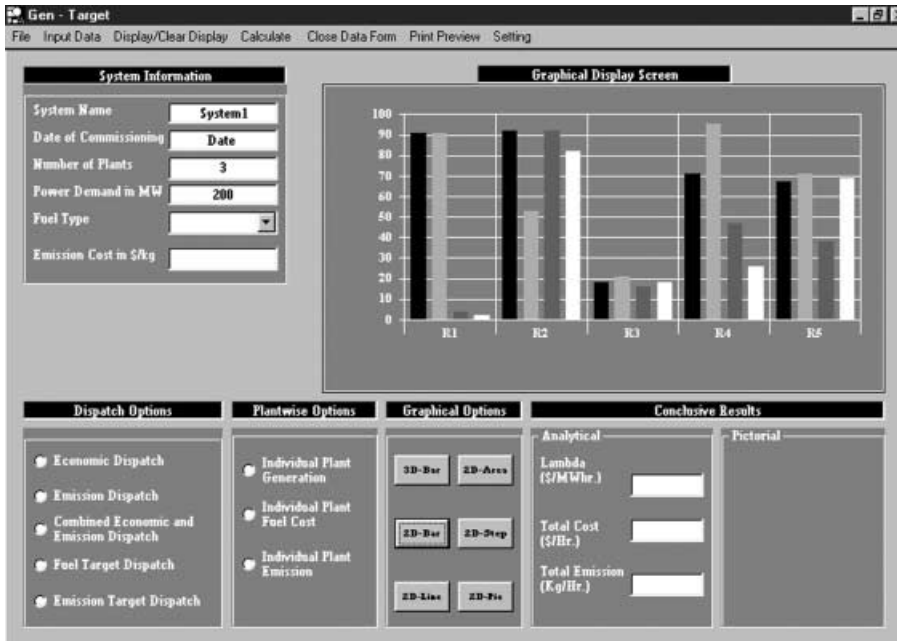 Gen - Target
File Input Data Display/Clear Display Calculate Close Data Form Print Preview Setting
System Information
System Name System1
Date of Commissioning Date
Number of Plants 3
Power Demand in MW 200
Fuel Type
Emission Cost in $/kg
Graphical Display Screen
100
90
80
70
60
50
40
30
20
10
0
R1 R2 R3 R4 R5
Dispatch Options
Economic Dispatch
Emission Dispatch
Combined Economic and
Emission Dispatch
Fuel Target Dispatch
Emission Target Dispatch
Plantwise Options
Individual Plant
Generation
Individual Plant
Fuel Cost
Individual Plant
Emission
Graphical Options
3D-Bar 2D-Area
2D-Bar 2D-Step
2D-Line 2D-Pie
Conclusive Results
Analytical
Lambda
($/MWhr.)
Total Cost
($/Hr.)
Total Emission
(Kg/Hr.)
Pictorial